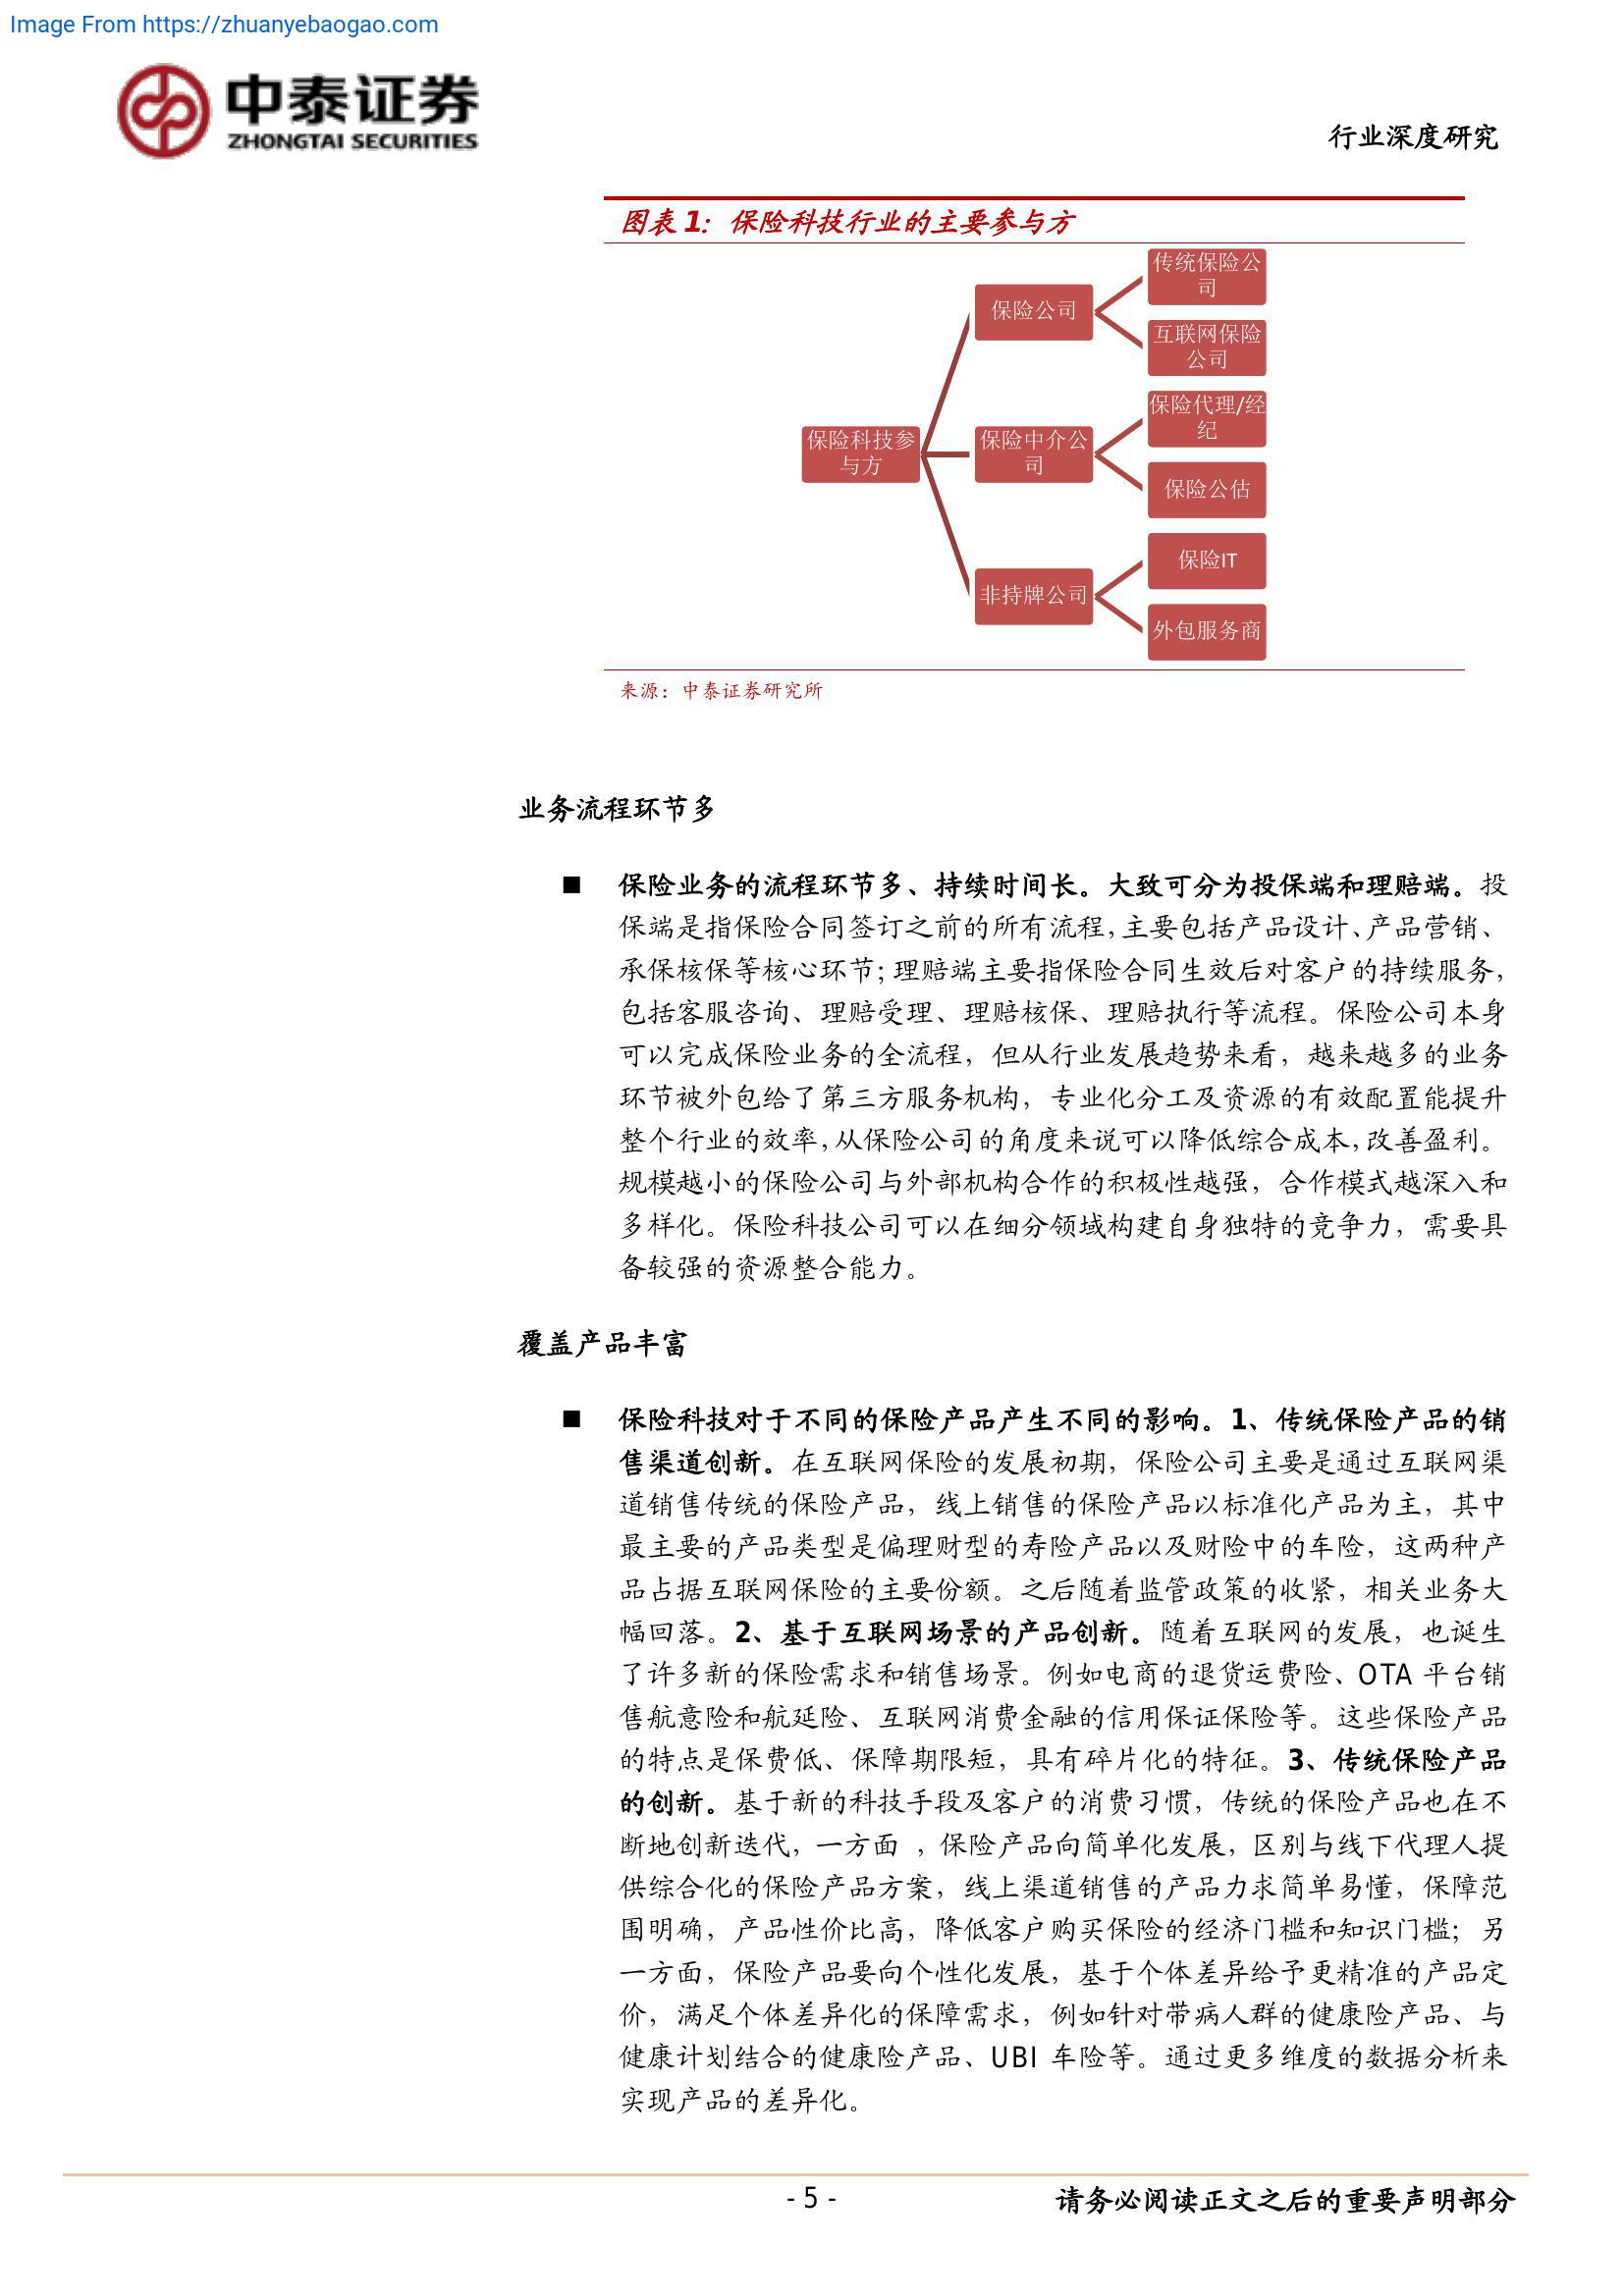 Image From https://zhuanyebaogao.com
中泰证券
ZHONGTAI SECURITIES
行业深度研究
图表 1：保险科技行业的主要参与方
保险科技参
与方
保险公司
传统保险公
司
互联网保险
公司
保险中介公
司
保险代理/经
纪
保险公估
非持牌公司
保险IT
外包服务商
来源：中泰证券研究所
业务流程环节多
■ 保险业务的流程环节多、持续时间长。大致可分为投保端和理赔端。投
保端是指保险合同签订之前的所有流程，主要包括产品设计、产品营销、
承保核保等核心环节；理赔端主要指保险合同生效后对客户的持续服务，
包括客服咨询、理赔受理、理赔核保、理赔执行等流程。保险公司本身
可以完成保险业务的全流程，但从行业发展趋势来看，越来越多的业务
环节被外包给了第三方服务机构，专业化分工及资源的有效配置能提升
整个行业的效率，从保险公司的角度来说可以降低综合成本，改善盈利。
规模越小的保险公司与外部机构合作的积极性越强，合作模式越深入和
多样化。保险科技公司可以在细分领域构建自身独特的竞争力，需要具
备较强的资源整合能力。
覆盖产品丰富
■ 保险科技对于不同的保险产品产生不同的影响。1、传统保险产品的销
售渠道创新。在互联网保险的发展初期，保险公司主要是通过互联网渠
道销售传统的保险产品，线上销售的保险产品以标准化产品为主，其中
最主要的产品类型是偏理财型的寿险产品以及财险中的车险，这两种产
品占据互联网保险的主要份额。之后随着监管政策的收紧，相关业务大
幅回落。2、基于互联网场景的产品创新。随着互联网的发展，也诞生
了许多新的保险需求和销售场景。例如电商的退货运费险、OTA 平台销
售航意险和航延险、互联网消费金融的信用保证保险等。这些保险产品
的特点是保费低、保障期限短，具有碎片化的特征。3、传统保险产品
的创新。基于新的科技手段及客户的消费习惯，传统的保险产品也在不
断地创新迭代，一方面 ，保险产品向简单化发展，区别与线下代理人提
供综合化的保险产品方案，线上渠道销售的产品力求简单易懂，保障范
围明确，产品性价比高，降低客户购买保险的经济门槛和知识门槛；另
一方面，保险产品要向个性化发展，基于个体差异给予更精准的产品定
价，满足个体差异化的保障需求，例如针对带病人群的健康险产品、与
健康计划结合的健康险产品、UBI 车险等。通过更多维度的数据分析来
实现产品的差异化。
- 5 -
请务必阅读正文之后的重要声明部分